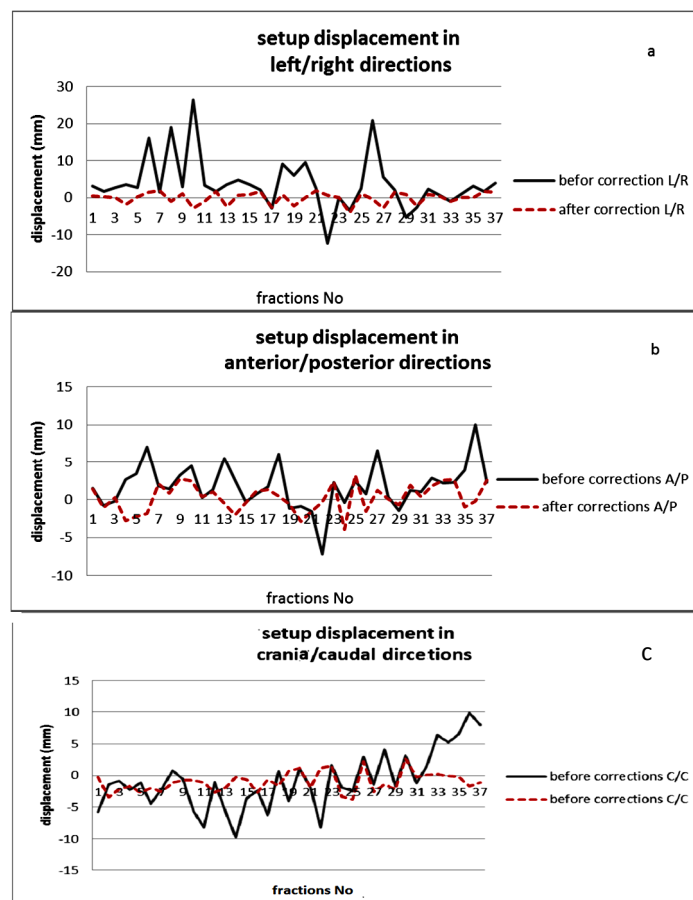 setup displacement in
left/right directions
a
30
20
10
0
-10
-20
displacement (mm)
1 3 5 7 9 11 13 15 17 19 21 23 25 27 29 31 33 35 37
fractions No
befor correction L/R
after correction L/R
setup displacement in
anterior/posterior directions
b
15
10
5
0
-5
-10
displacement (mm)
1 3 5 7 9 11 13 15 17 19 21 23 25 27 29 31 33 35 37
fractions No
before corrections A/P
after corrections A/P
setup displacement in
crania/caudal dircetions
C
15
10
5
0
-5
-10
-15
displacement (mm)
1 3 5 7 9 11 13 15 17 19 21 23 25 27 29 31 33 35 37
fractions No
before corrections C/C
before corrections C/C